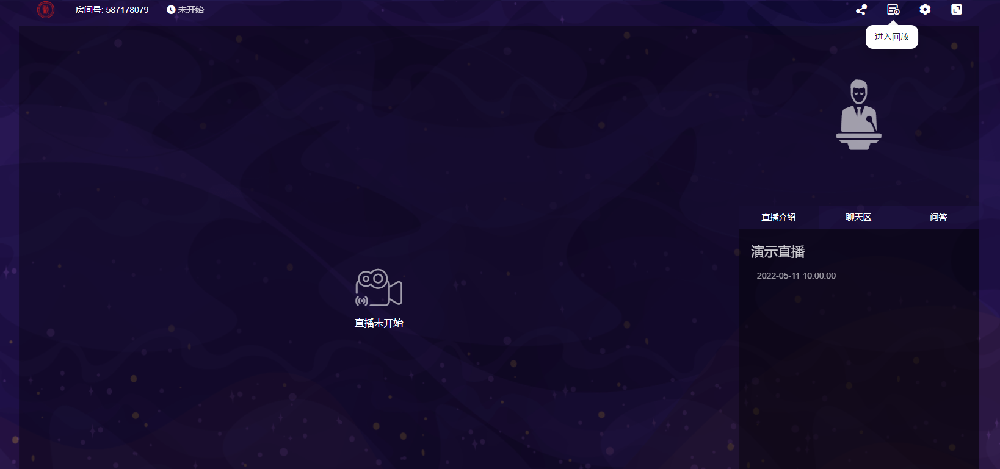 房间号: 587178079
未开始
进入回放
直播介绍
聊天区
问答
演示直播
2022-05-11 10:00:00
直播未开始